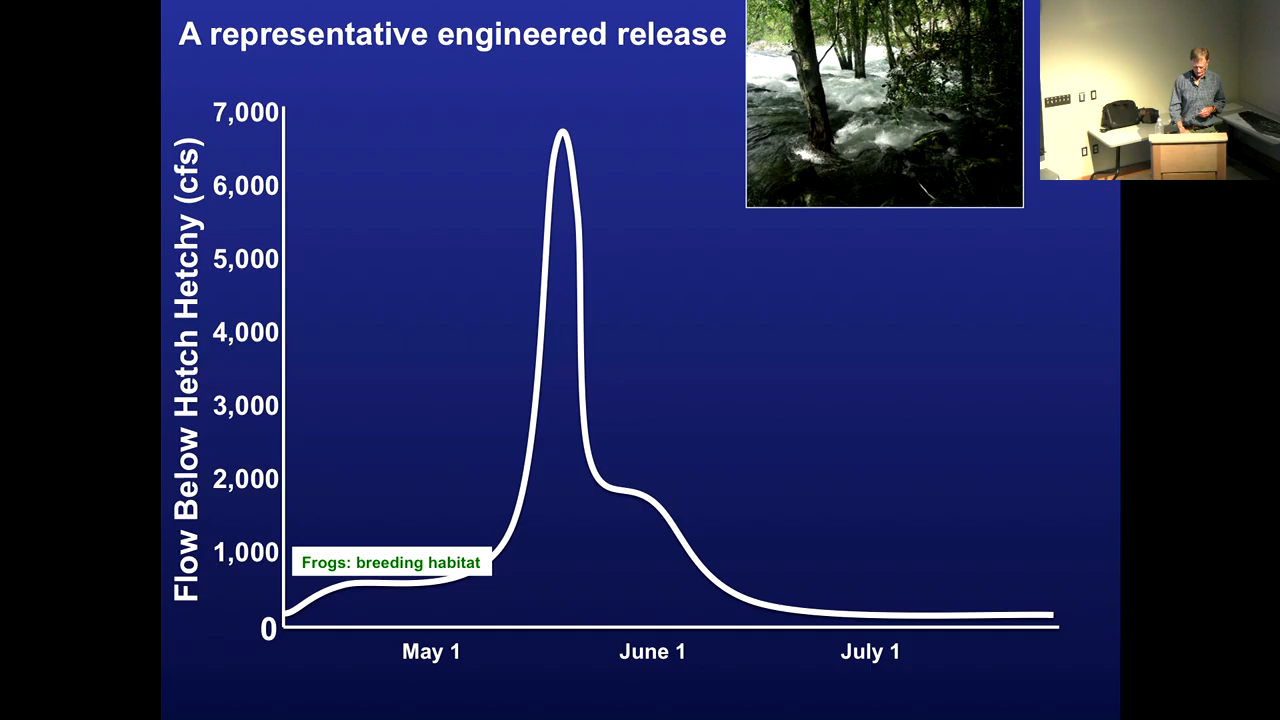 A representative engineered release
Flow Below Hetch Hetchy (cfs)
7,000
6,000
5,000
4,000
3,000
2,000
1,000
0
Frogs: breeding habitat
May 1
June 1
July 1